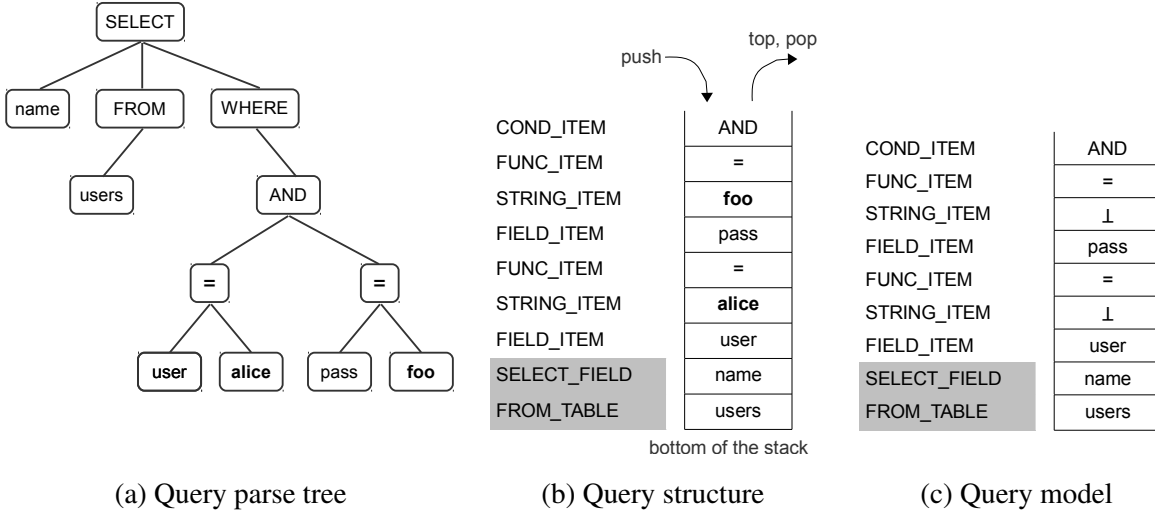 SELECT
name FROM WHERE
users AND
= =
user alice pass foo
(a) Query parse tree
push top, pop
COND_ITEM AND
FUNC_ITEM =
STRING_ITEM foo
FIELD_ITEM pass
FUNC_ITEM =
STRING_ITEM alice
FIELD_ITEM user
SELECT_FIELD name
FROM_TABLE users
bottom of the stack
(b) Query structure
COND_ITEM AND
FUNC_ITEM =
STRING_ITEM ⊥
FIELD_ITEM pass
FUNC_ITEM =
STRING_ITEM ⊥
FIELD_ITEM user
SELECT_FIELD name
FROM_TABLE users
(c) Query model